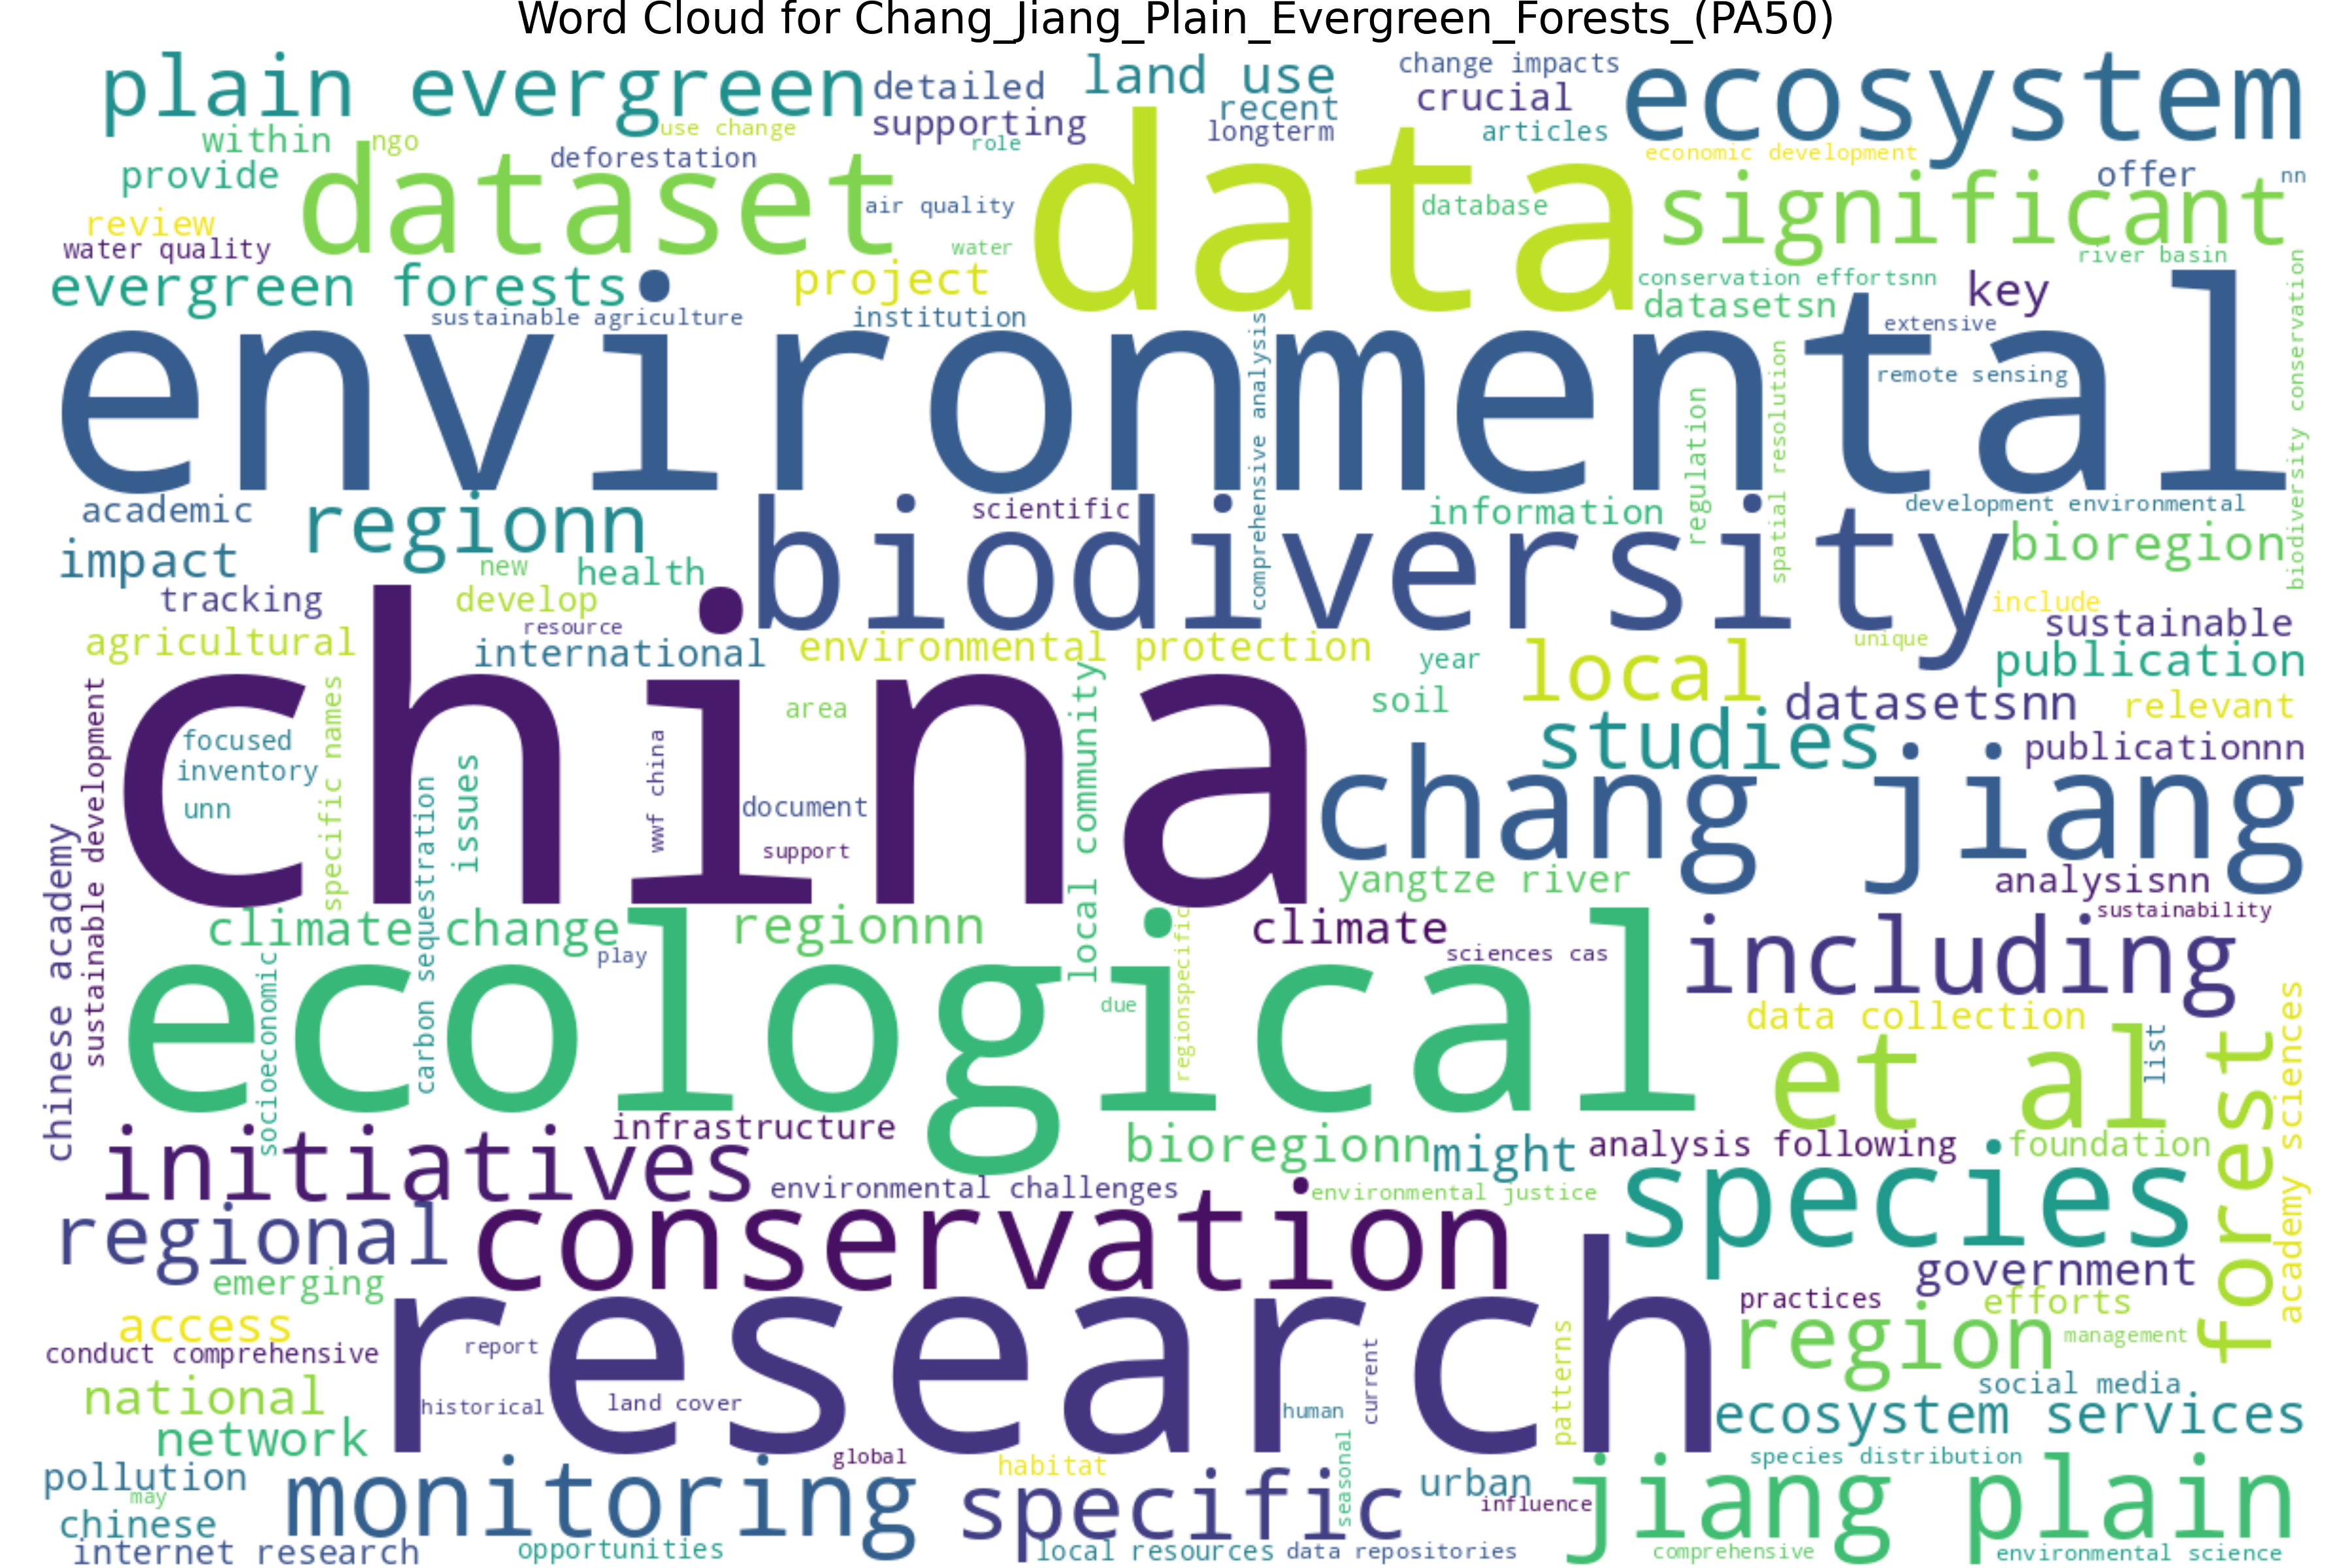 Word Cloud for Chang_Jiang_Plain_Evergreen_Forests_(PA50)
plain evergreen
detailed
land use
change impacts
ecosystem
crucial
recent
supporting
longterm
articles
within
ngo
use change
role
deforestation
economic development
provide
dataset
data
offer
nn
significant
air quality
database
review
water quality
water
river basin
evergreen forests
project
conservation effortsnn
datasetsn
key
biodiversity conservation
sustainable agriculture
institution
extensive
environmental
comprehensive analysis
remote sensing
regulation
spatial resolution
academic
regionn
scientific
information
development environmental
biodiversity
bioregion
impact
new
health
tracking
develop
include
resource
sustainable
agricultural
international
environmental protection
unique
year
local
publication
china
soil
datasetsnn
relevant
area
studies
publicationnn
focused
inventory
unn
specific names
issues
wwf china
document
support
local community
chang jiang
sustainable development
chinese academy
carbon sequestration
yangtze river
analysisnn
sustainability
climate change
regionnn
climate
play
sciences cas
including
ecological
socioeconomic
due
regionspecific
data collection
et al
list
forest
academy sciences
initiatives
infrastructure
bioregionn
might
analysis following
foundation
environmental challenges
environmental justice
species
regional
conservation
government
emerging
practices
efforts
access
research
region
management
conduct comprehensive
report
patterns
current
national
historical
land cover
human
social media
network
ecosystem services
global
seasonal
species distribution
pollution
may
monitoring
habitat
specific
urban
influence
jiang plain
chinese
internet research
opportunities
local resources
data repositories
comprehensive
environmental science